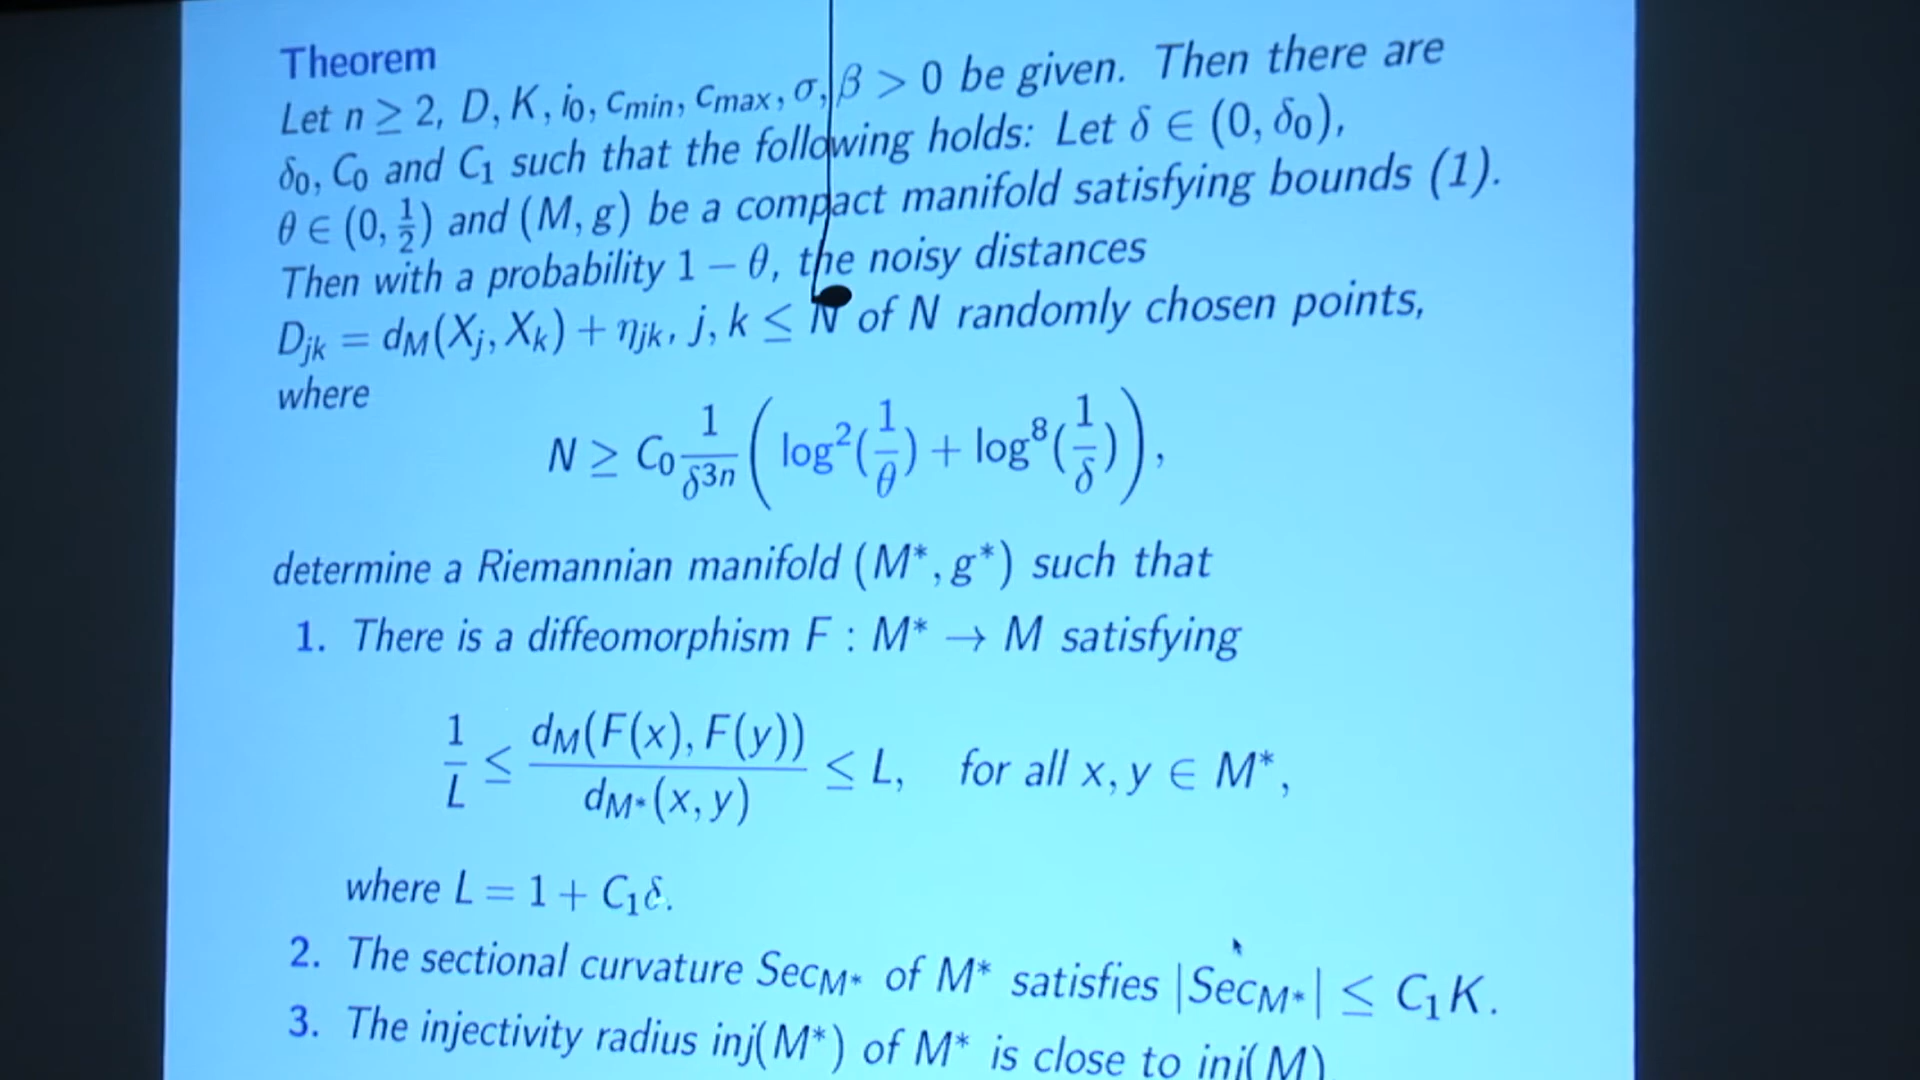 Theorem
Let n ≥ 2, D, K, i₀, c_min, c_max, σ, β > 0 be given. Then there are
δ₀, C₀ and C₁ such that the following holds: Let δ ∈ (0, δ₀),
θ ∈ (0, 1/2) and (M, g) be a compact manifold satisfying bounds (1).
Then with a probability 1 − θ, the noisy distances
D_jk = d_M(X_j, X_k) + η_jk, j, k ≤ N of N randomly chosen points,
where
N ≥ C₀ 1/δ³ⁿ ( log²(1/θ) + log⁸(1/δ) ),
determine a Riemannian manifold (M*, g*) such that
1. There is a diffeomorphism F : M* → M satisfying
1/L ≤ d_M(F(x), F(y)) / d_M*(x, y) ≤ L, for all x, y ∈ M*,
where L = 1 + C₁δ.
2. The sectional curvature Sec_M* of M* satisfies |Sec_M*| ≤ C₁K.
3. The injectivity radius inj(M*) of M* is close to inj(M)